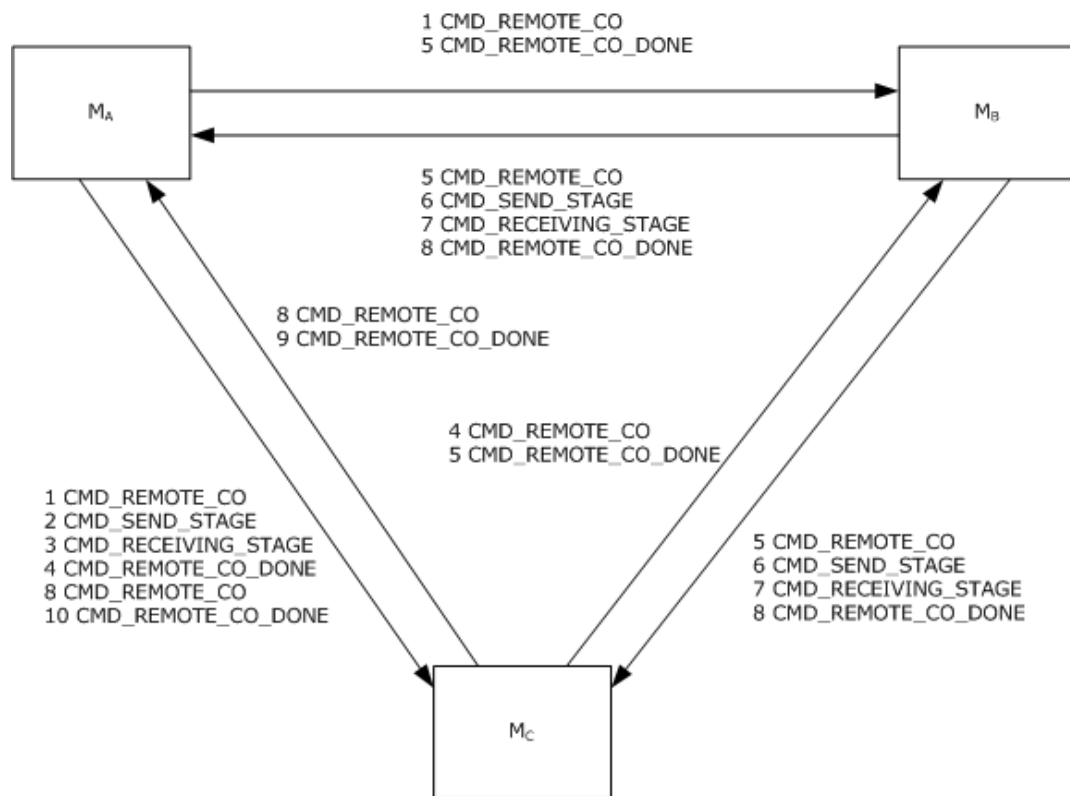 1 CMD_REMOTE_CO
5 CMD_REMOTE_CO_DONE
MA
MB
5 CMD_REMOTE_CO
6 CMD_SEND_STAGE
7 CMD_RECEIVING_STAGE
8 CMD_REMOTE_CO_DONE
8 CMD_REMOTE_CO
9 CMD_REMOTE_CO_DONE
4 CMD_REMOTE_CO
5 CMD_REMOTE_CO_DONE
1 CMD_REMOTE_CO
2 CMD_SEND_STAGE
3 CMD_RECEIVING_STAGE
4 CMD_REMOTE_CO_DONE
8 CMD_REMOTE_CO
10 CMD_REMOTE_CO_DONE
5 CMD_REMOTE_CO
6 CMD_SEND_STAGE
7 CMD_RECEIVING_STAGE
8 CMD_REMOTE_CO_DONE
MC